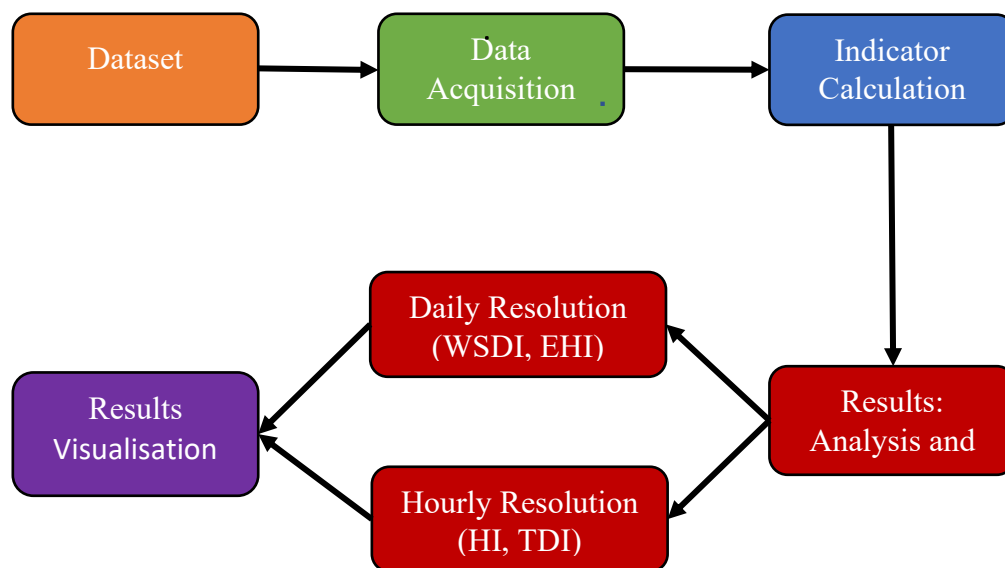 Dataset
Data
Acquisition
Indicator
Calculation
Daily Resolution
(WSDI, EHI)
Results:
Analysis and
Results
Visualisation
Hourly Resolution
(HI, TDI)